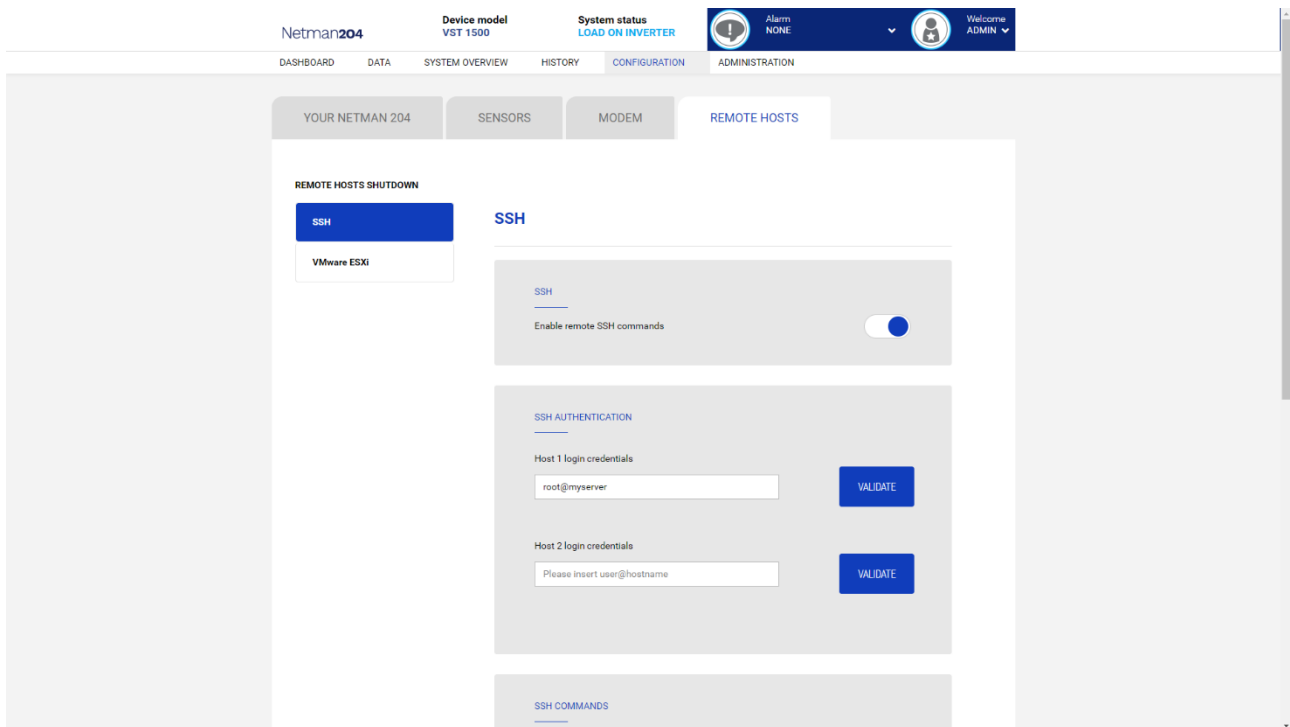 Netman204
Device model
VST 1500
System status
LOAD ON INVERTER
Alarm
NONE
Welcome
ADMIN
DASHBOARD DATA SYSTEM OVERVIEW HISTORY CONFIGURATION ADMINISTRATION
YOUR NETMAN 204 SENSORS MODEM REMOTE HOSTS
REMOTE HOSTS SHUTDOWN
SSH
VMware ESXi
SSH
SSH
Enable remote SSH commands
SSH AUTHENTICATION
Host 1 login credentials
root@myserver VALIDATE
Host 2 login credentials
Please insert user@hostname VALIDATE
SSH COMMANDS